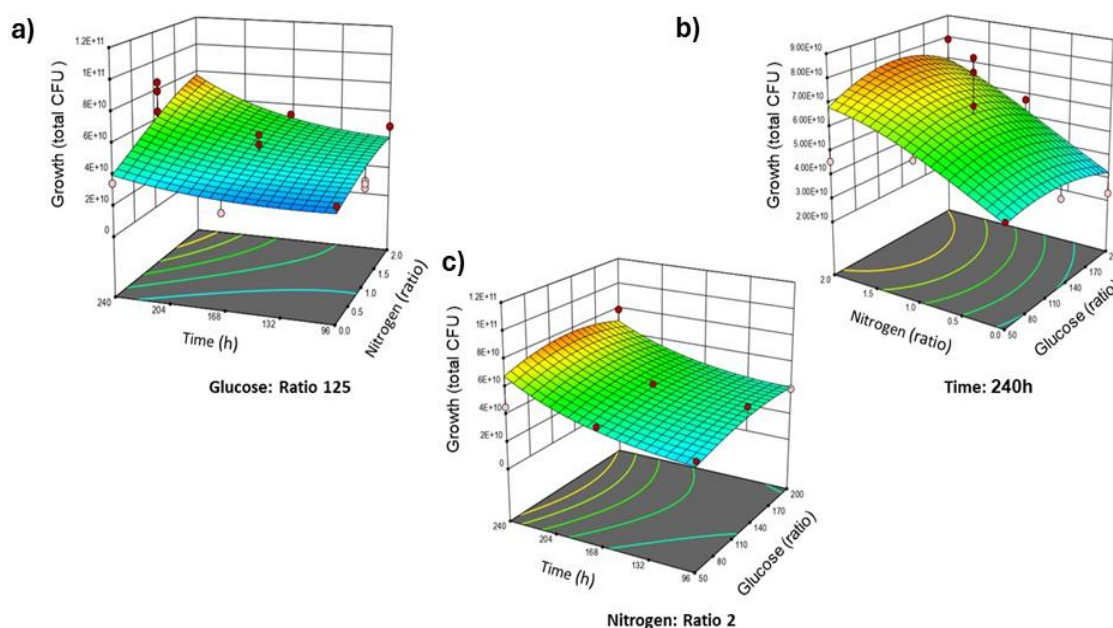 a)
1.2E+11
1E+11
8E+10
6E+10
4E+10
2E+10
0
Growth (total CFU)
240
204
168
132
96
Time (h)
0.0
0.5
1.0
1.5
2.0
Nitrogen (ratio)
Glucose: Ratio 125
b)
9.00E+10
8.00E+10
7.00E+10
6.00E+10
5.00E+10
4.00E+10
3.00E+10
2.00E+10
Growth (total CFU)
2.0
1.5
1.0
0.5
0.0
Nitrogen (ratio)
50
80
110
140
170
2
Glucose (ratio)
Time: 240h
c)
1.2E+11
1E+11
8E+10
6E+10
4E+10
2E+10
0
Growth (total CFU)
240
204
168
132
96
Time (h)
50
80
110
140
170
200
Glucose (ratio)
Nitrogen: Ratio 2